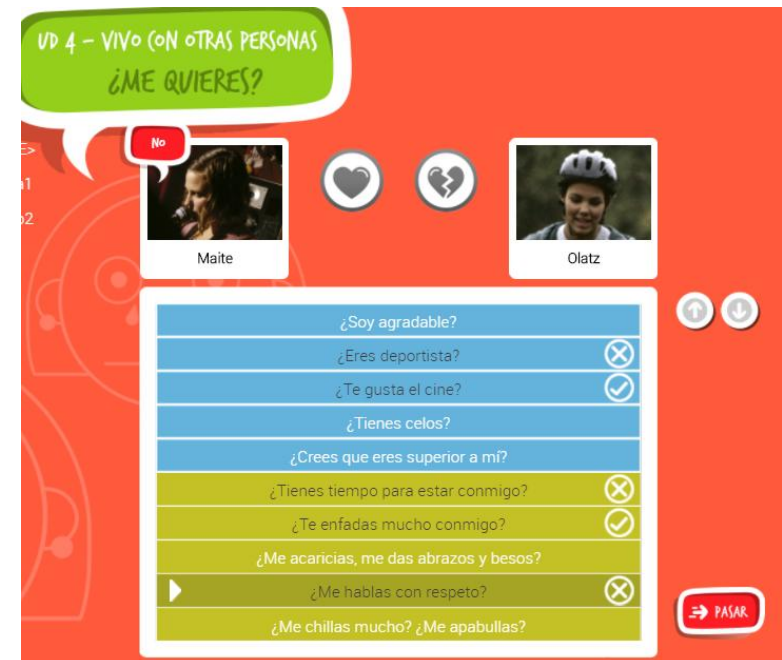 UD 4 – VIVO CON OTRAS PERSONAS
¿ME QUIERES?
No
Maite
Olatz
¿Soy agradable?
¿Eres deportista?
¿Te gusta el cine?
¿Tienes celos?
¿Crees que eres superior a mí?
¿Tienes tiempo para estar conmigo?
¿Te enfadas mucho conmigo?
¿Me acaricias, me das abrazos y besos?
¿Me hablas con respeto?
¿Me chillas mucho? ¿Me apabullas?
PASAR